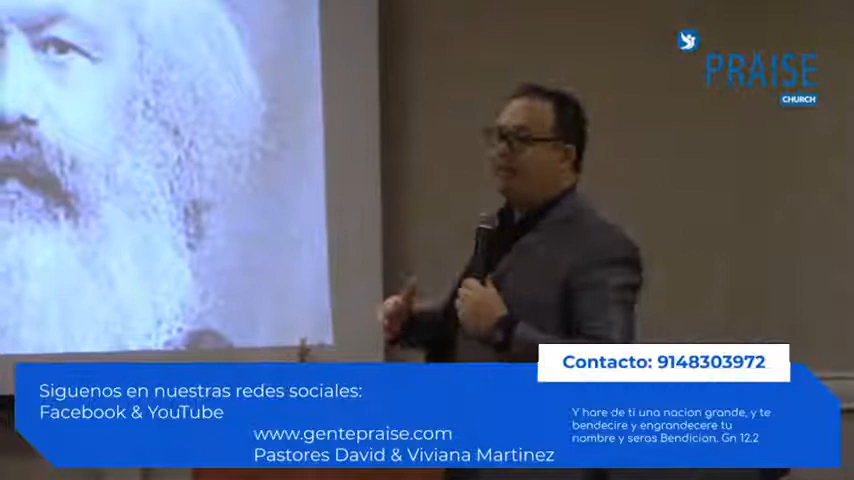 PRAISE
CHURCH
Contacto: 9148303972
Siguenos en nuestras redes sociales:
Facebook & YouTube
www.gentepraise.com
Pastores David & Viviana Martinez
Y hare de ti una nacion grande, y te
bendecire y engrandecere tu
nombre y seras Bendicion. Gn 12.2